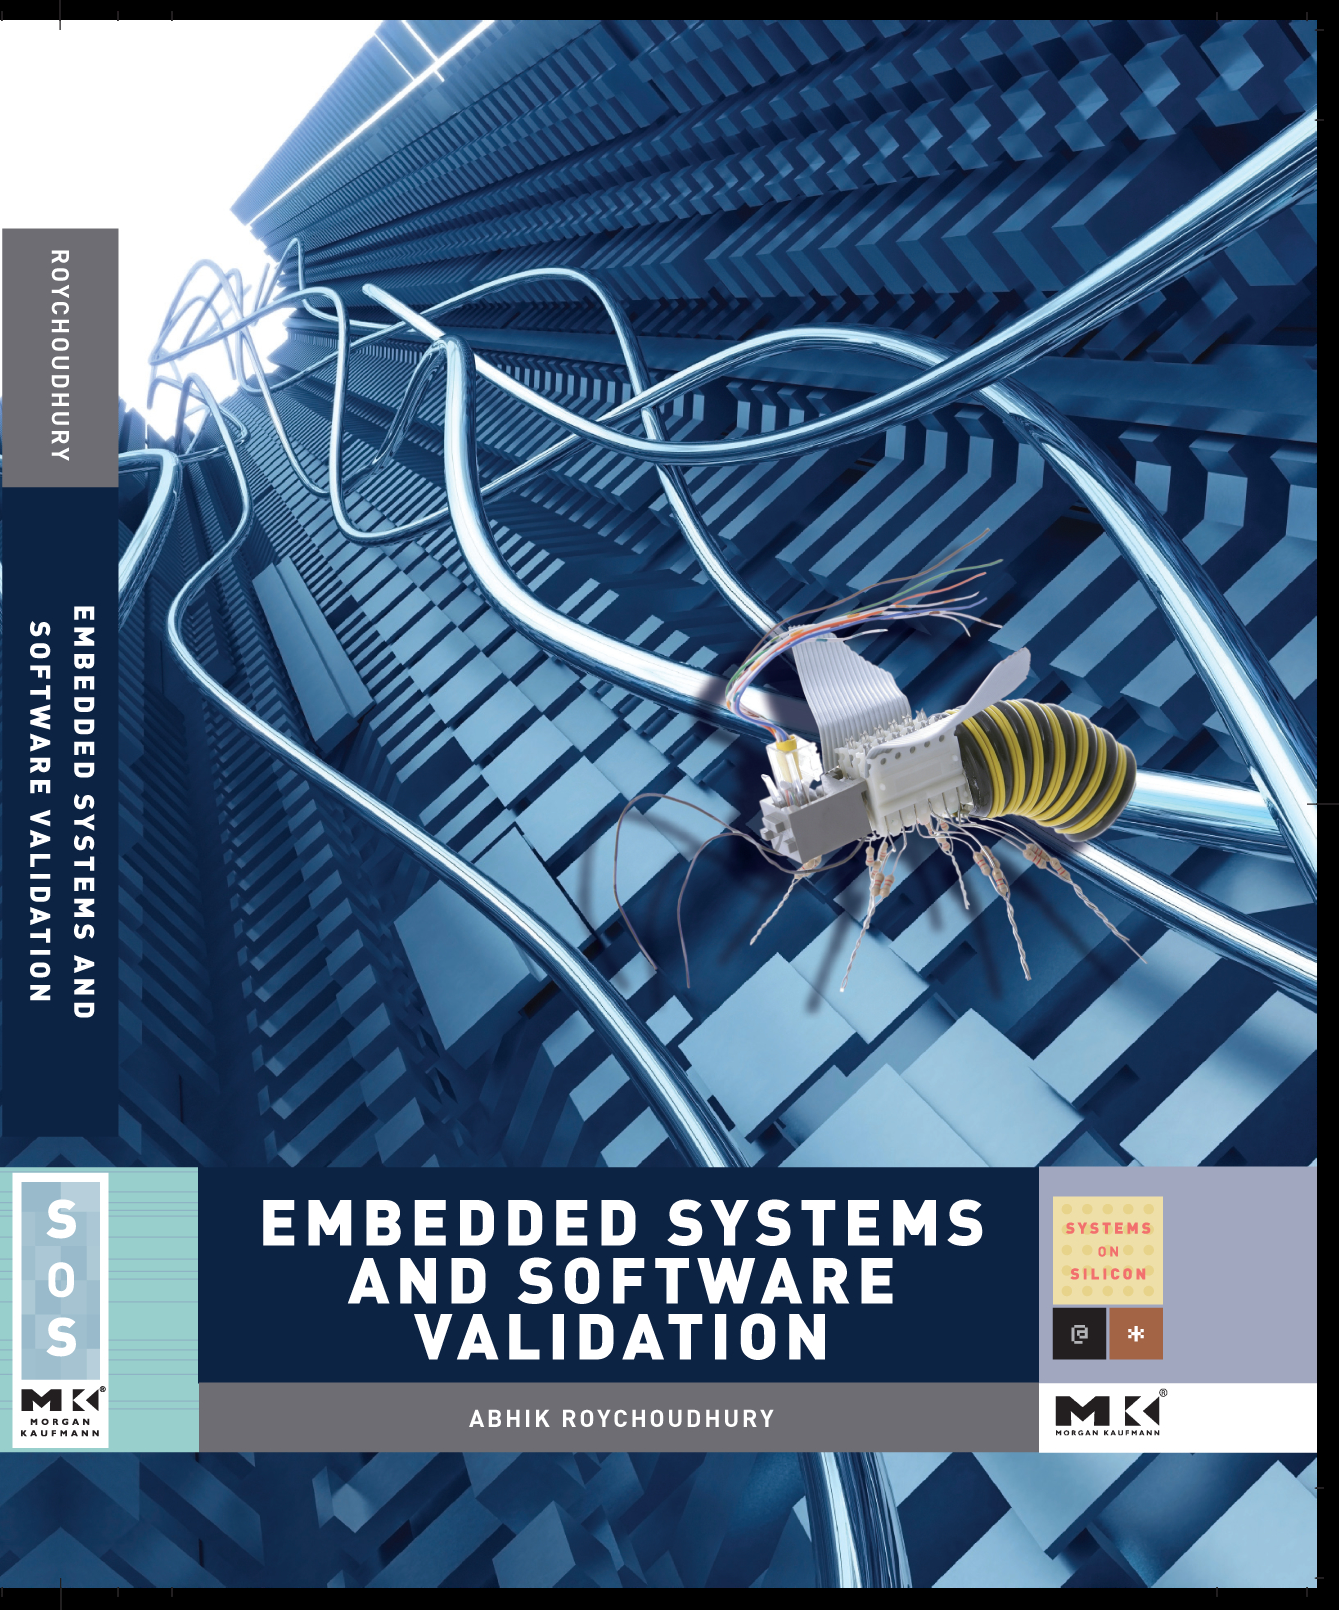 ROYCHOUDHURY
EMBEDDED SYSTEMS AND
SOFTWARE VALIDATION
S
O
S
MK®
MORGAN
KAUFMANN
EMBEDDED SYSTEMS
AND SOFTWARE
VALIDATION
ABHIK ROYCHOUDHURY
SYSTEMS
ON
SILICON
@ *
MK®
MORGAN KAUFMANN